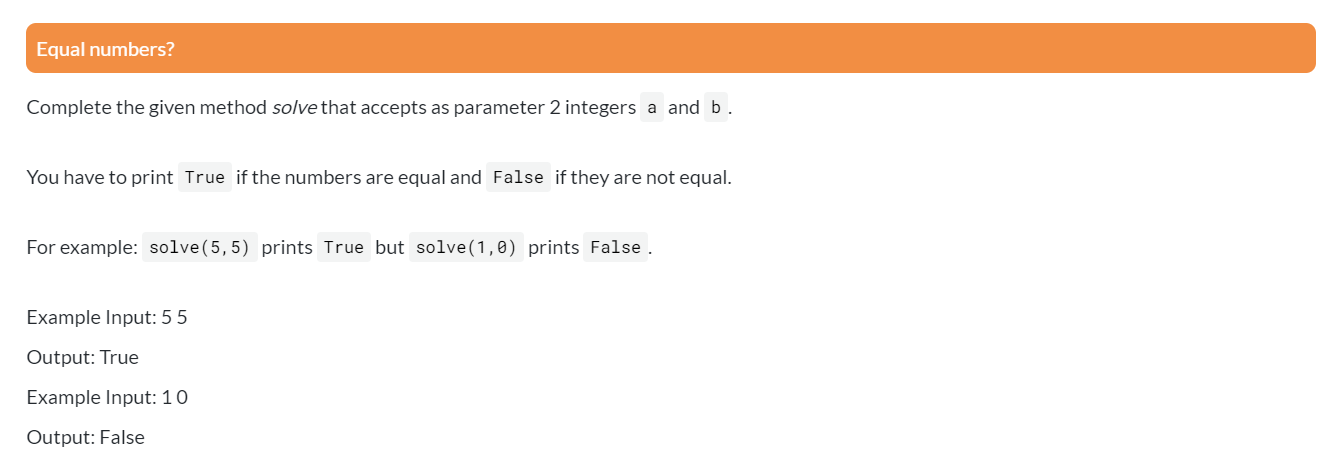 Equal numbers?
Complete the given method solve that accepts as parameter 2 integers a and b .
You have to print True if the numbers are equal and False if they are not equal.
For example: solve(5,5) prints True but solve(1,0) prints False .
Example Input: 5 5
Output: True
Example Input: 1 0
Output: False